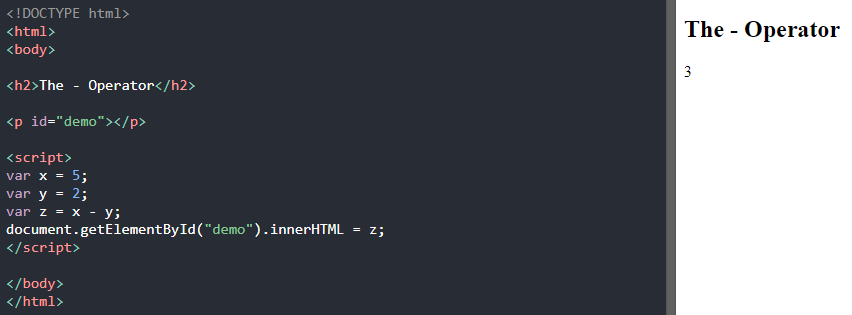 <!DOCTYPE html>
<html>
<body>
<h2>The - Operator</h2>
<p id="demo"></p>
<script>
var x = 5;
var y = 2;
var z = x - y;
document.getElementById("demo").innerHTML = z;
</script>
</body>
</html>
The - Operator
3